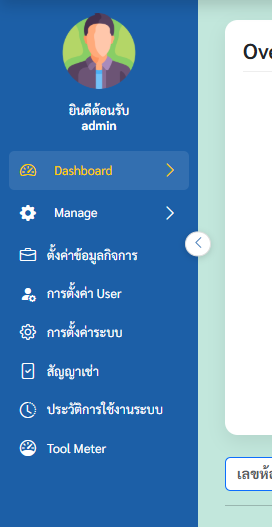 ยินดีต้อนรับ
admin
Dashboard
Manage
ตั้งค่าข้อมูลกิจการ
การตั้งค่า User
การตั้งค่าระบบ
สัญญาเช่า
ประวัติการใช้งานระบบ
Tool Meter